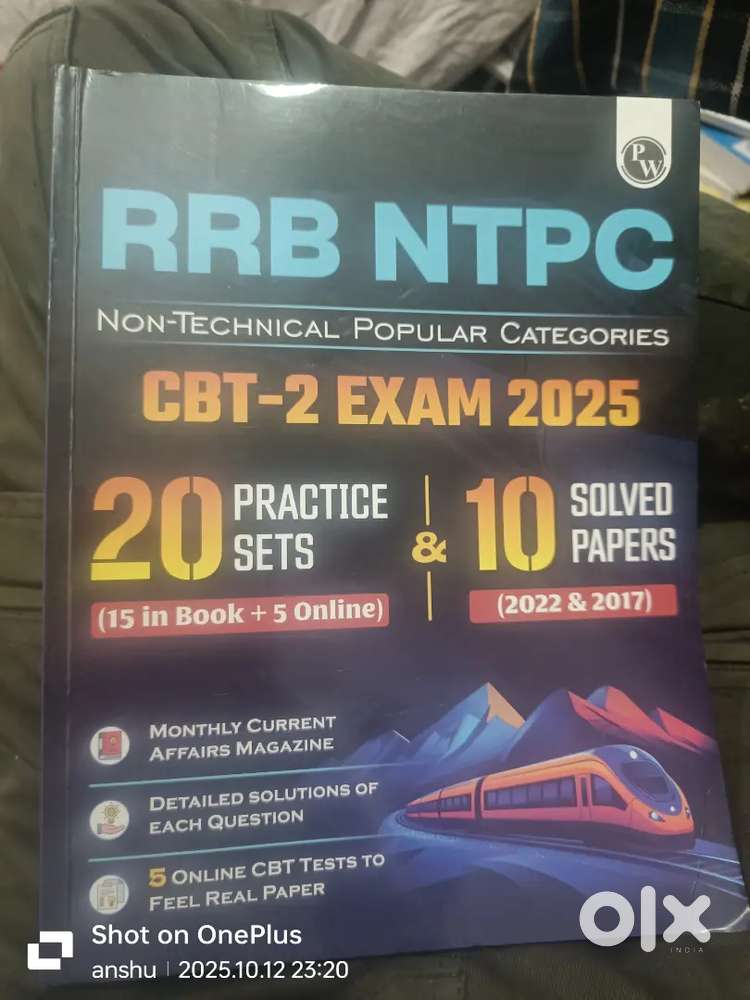 PW
RRB NTPC
NON-TECHNICAL POPULAR CATEGORIES
CBT-2 EXAM 2025
20 PRACTICE SETS
(15 in Book + 5 Online)
&
10 SOLVED PAPERS
(2022 & 2017)
MONTHLY CURRENT
AFFAIRS MAGAZINE
DETAILED SOLUTIONS OF
EACH QUESTION
5 ONLINE CBT TESTS TO
FEEL REAL PAPER
Shot on OnePlus
anshu | 2025.10.12 23:20
olx
INDIA